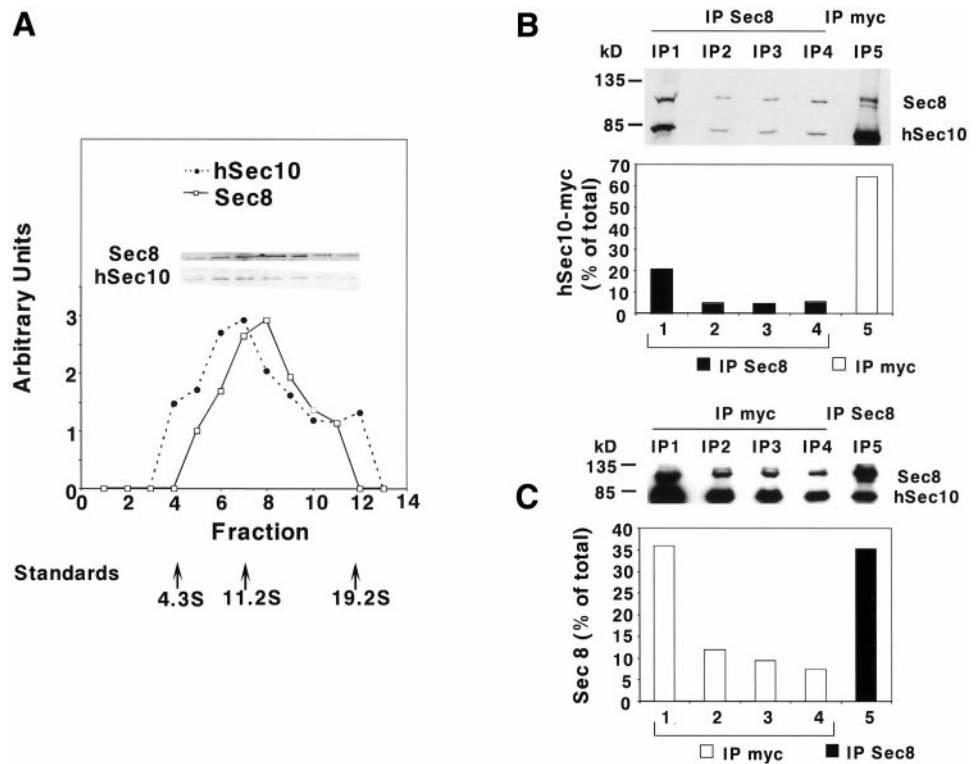 A
hSec10
Sec8
Sec8
hSec10
Arbitrary Units
3
2
1
0
0 2 4 6 8 10 12 14
Fraction
Standards
4.3S 11.2S 19.2S
B
IP Sec8 IP myc
kD IP1 IP2 IP3 IP4 IP5
135
Sec8
85
hSec10
hSec10-myc
(% of total)
70
60
50
40
30
20
10
0
1 2 3 4 5
IP Sec8 IP myc
C
IP myc IP Sec8
kD IP1 IP2 IP3 IP4 IP5
135
Sec8
85
hSec10
Sec 8 (% of total)
40
35
30
25
20
15
10
5
0
1 2 3 4 5
IP myc IP Sec8